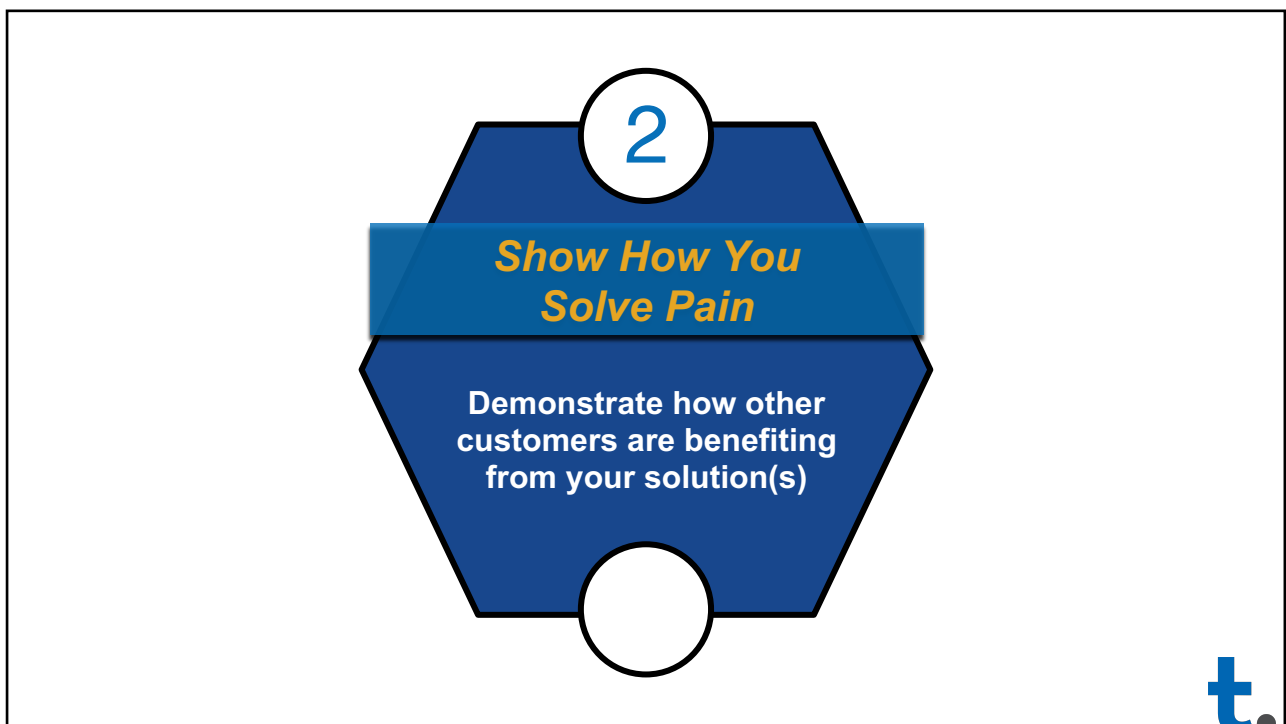 2
Show How You
Solve Pain
Demonstrate how other
customers are benefiting
from your solution(s)
t.